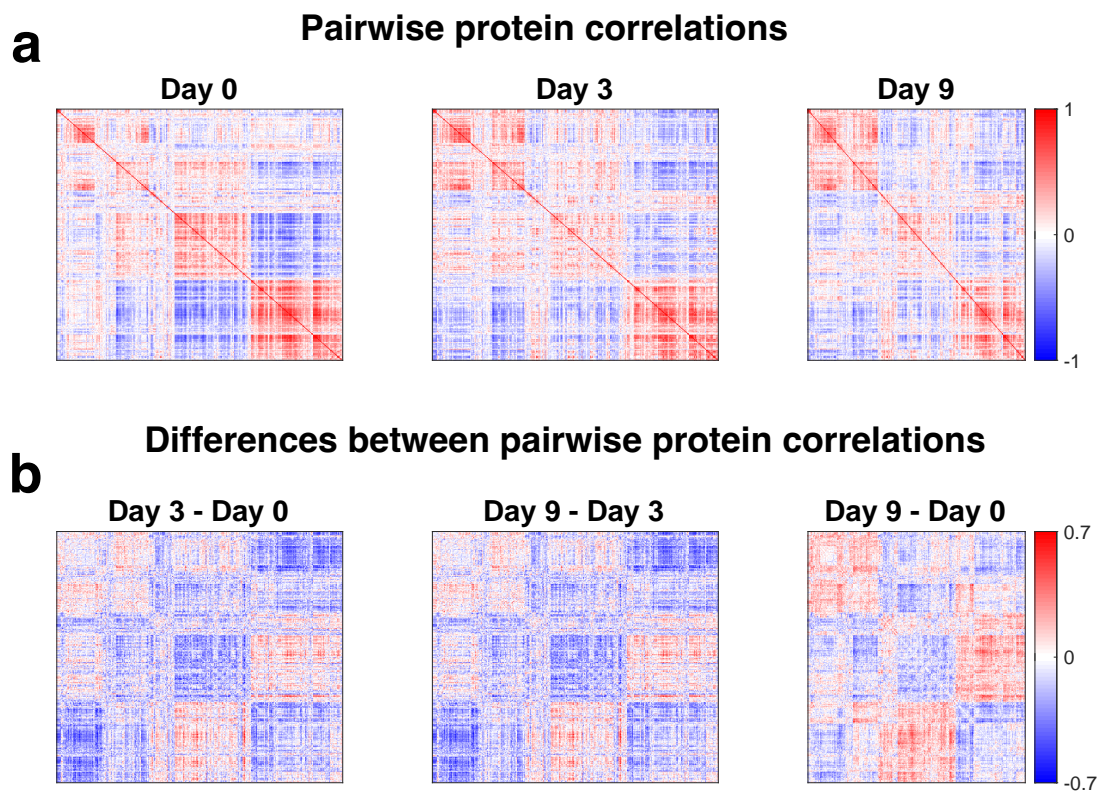 a
Pairwise protein correlations
Day 0
Day 3
Day 9
1
0
-1
b
Differences between pairwise protein correlations
Day 3 - Day 0
Day 9 - Day 3
Day 9 - Day 0
0.7
0
-0.7